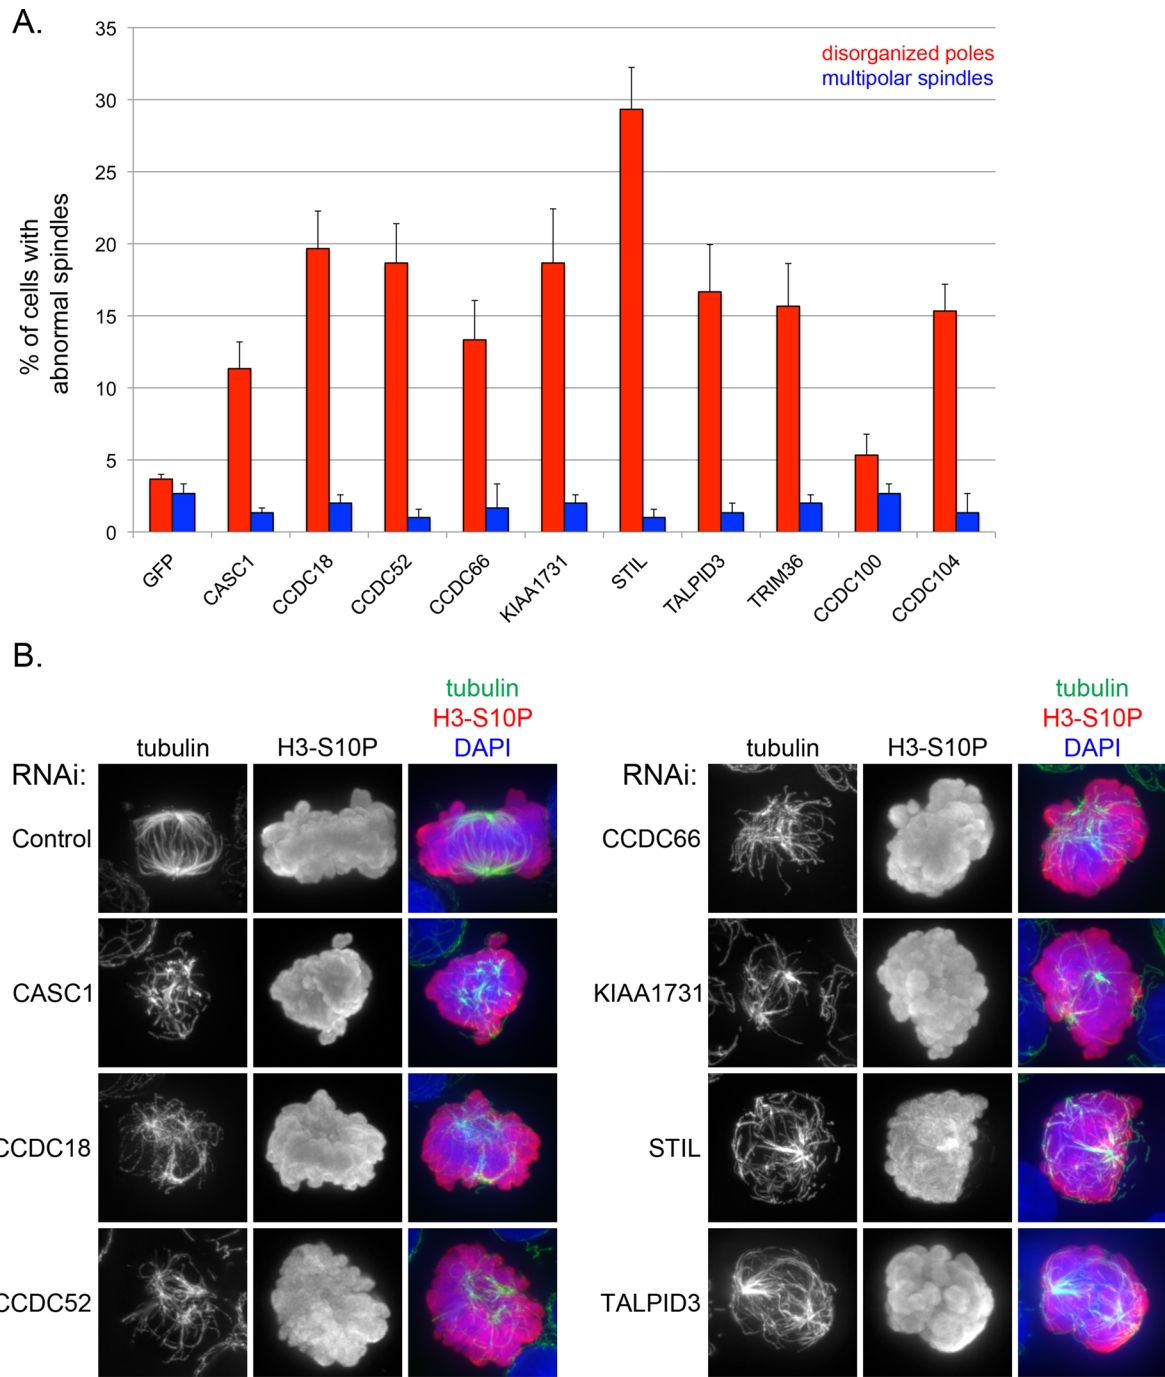 A.
35
30
25
20
15
10
5
0
% of cells with
abnormal spindles
disorganized poles
multipolar spindles
GFP
CASC1
CCDC18
CCDC52
CCDC66
KIAA1731
STIL
TALPID3
TRIM36
CCDC100
CCDC104
B.
tubulin
H3-S10P
tubulin H3-S10P DAPI
RNAi:
Control
CASC1
CCDC18
CCDC52
tubulin
H3-S10P
tubulin H3-S10P DAPI
RNAi:
CCDC66
KIAA1731
STIL
TALPID3